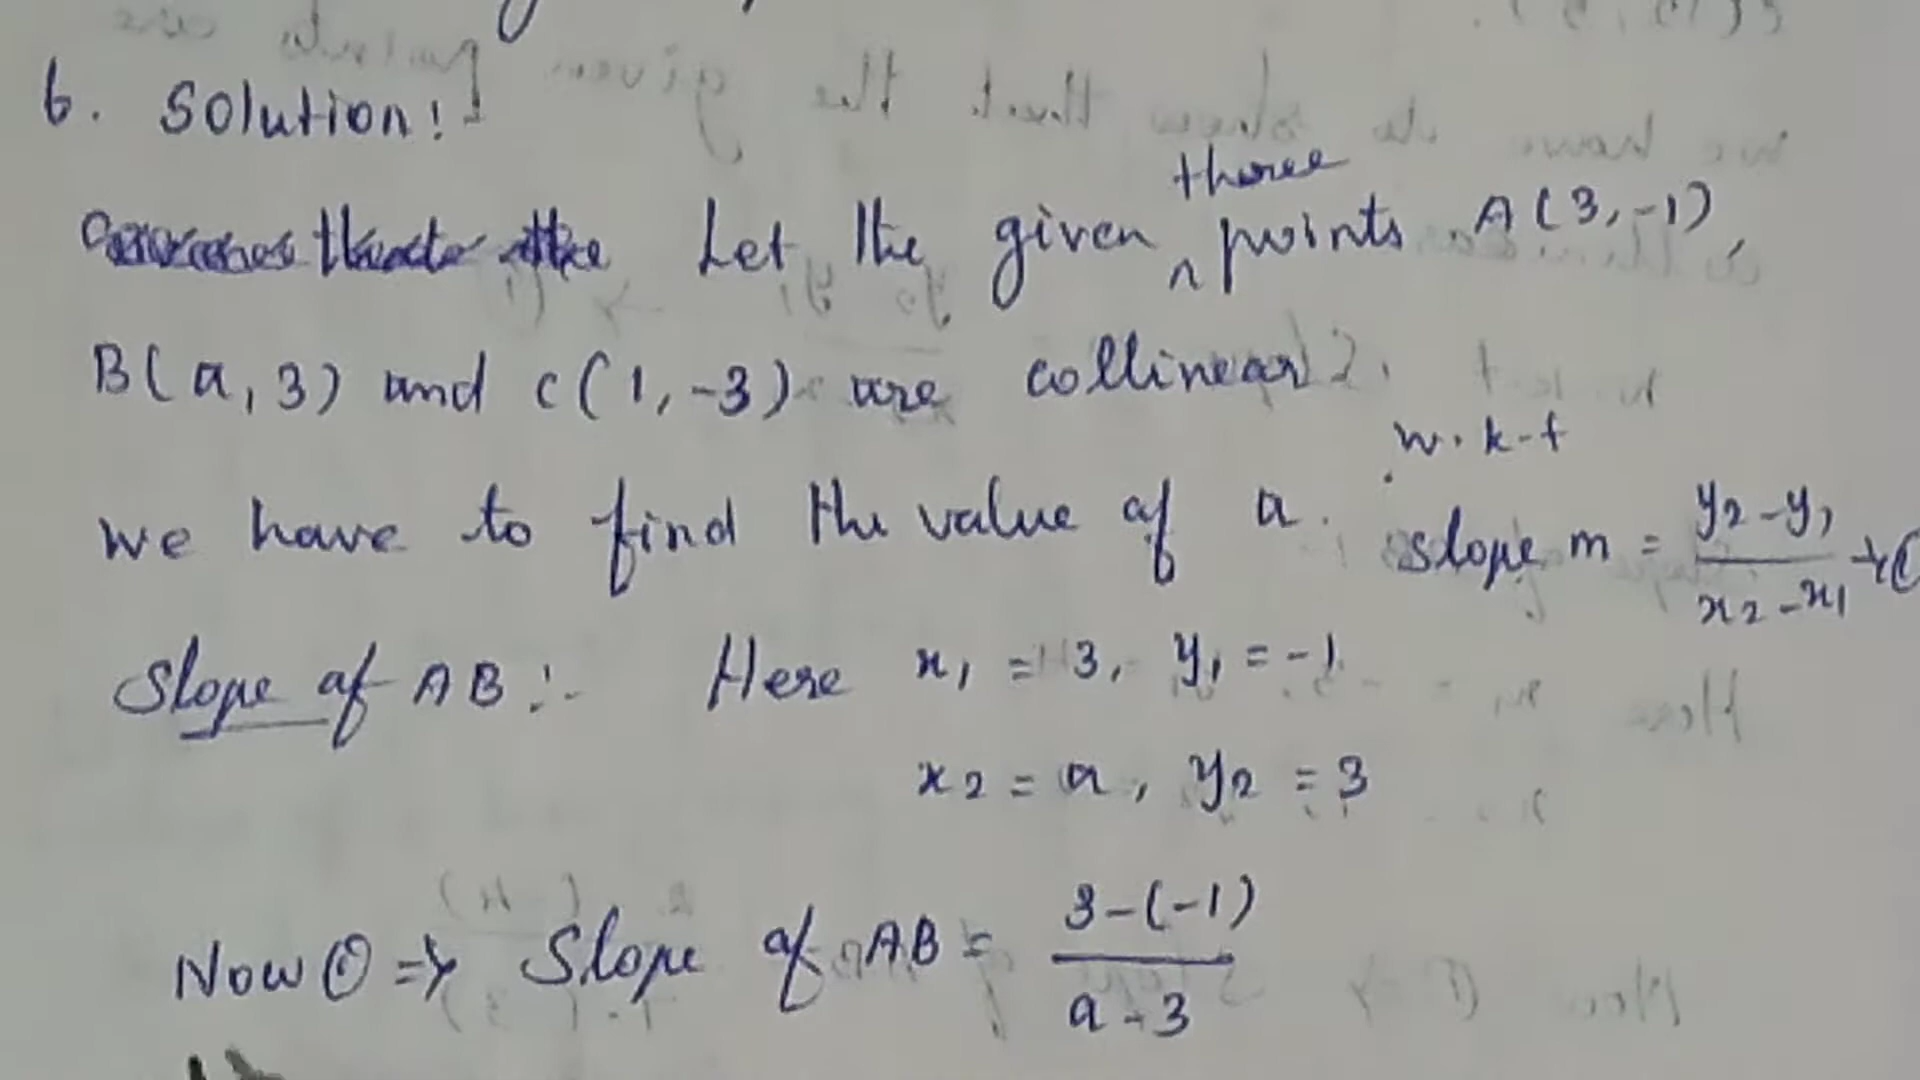 6. Solution:-
Let the given three points A(3,-1),
B(a,3) and c(1,-3) are collinear.
w.k.t
we have to find the value of a. slope m = y2-y1/x2-x1 →
Slope of AB :- Here x1 = 3, y1 = -1
x2 = a, y2 = 3
Now ① => Slope of AB = 3-(-1)/a-3